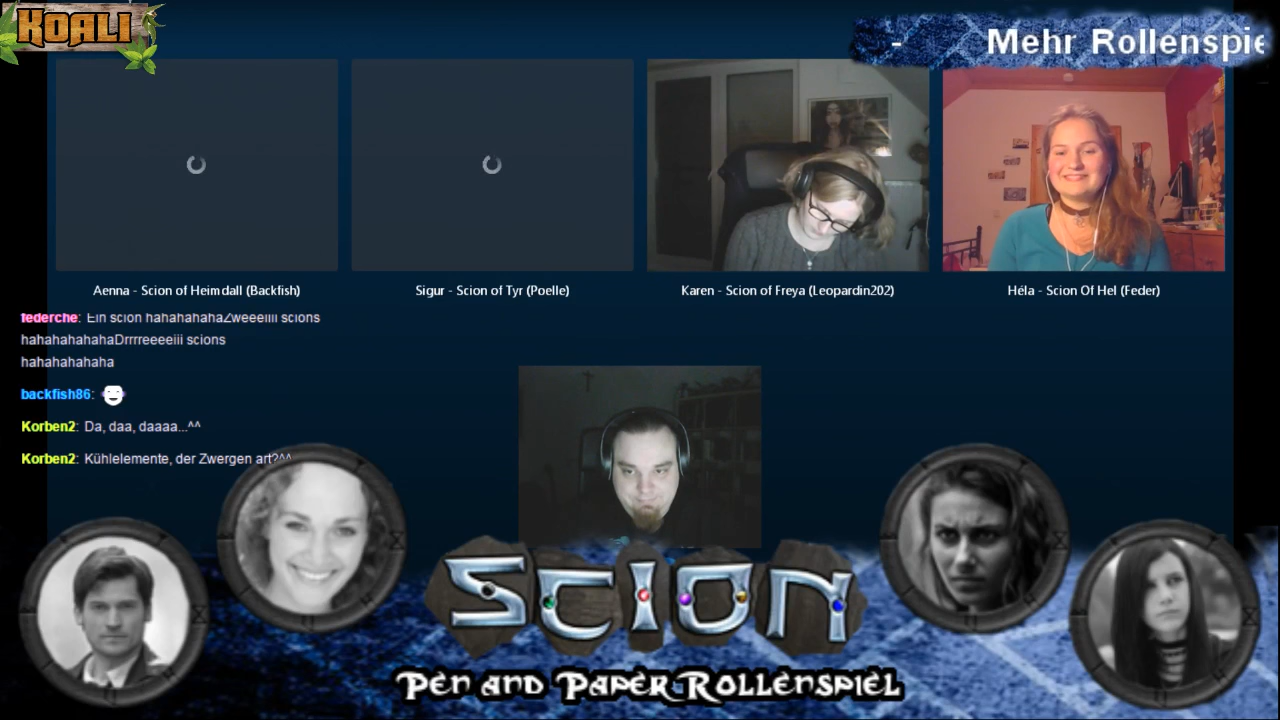 KOALI
- Mehr Rollenspie
Aenna - Scion of Heimdall (Backfish)
Sigur - Scion of Tyr (Poelle)
Karen - Scion of Freya (Leopardin202)
Héla - Scion Of Hel (Feder)
federche: Ein scion hahahahahaZweeeiiii scions
hahahahahahaDrrrreeeeiii scions
hahahahahaha
backfish86:
Korben2: Da, daa, daaaa...^^
Korben2: Kühlelemente, der Zwergen art?^^
SCION
Pen and Paper Rollenspiel